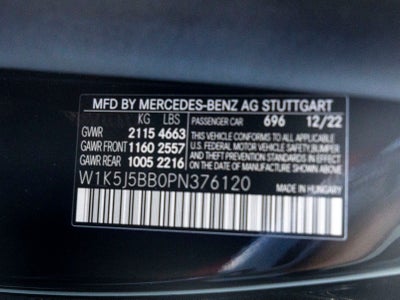 MFD BY MERCEDES-BENZ AG STUTTGART
KG LBS PASSENGER CAR 696 12/22
GVWR 2115 4663 THIS VEHICLE CONFORMS TO ALL APPLICABLE
GAWR FRONT 1160 2557 U.S. FEDERAL MOTOR VEHICLE SAFETY, BUMPER,
GAWR REAR 1005 2216 AND THEFT PREVENTION STANDARDS IN EFFECT ON THE DATE OF MANUFACTURE SHOWN ABOVE.
W1K5J5BB0PN376120 MADE IN HUNGARY